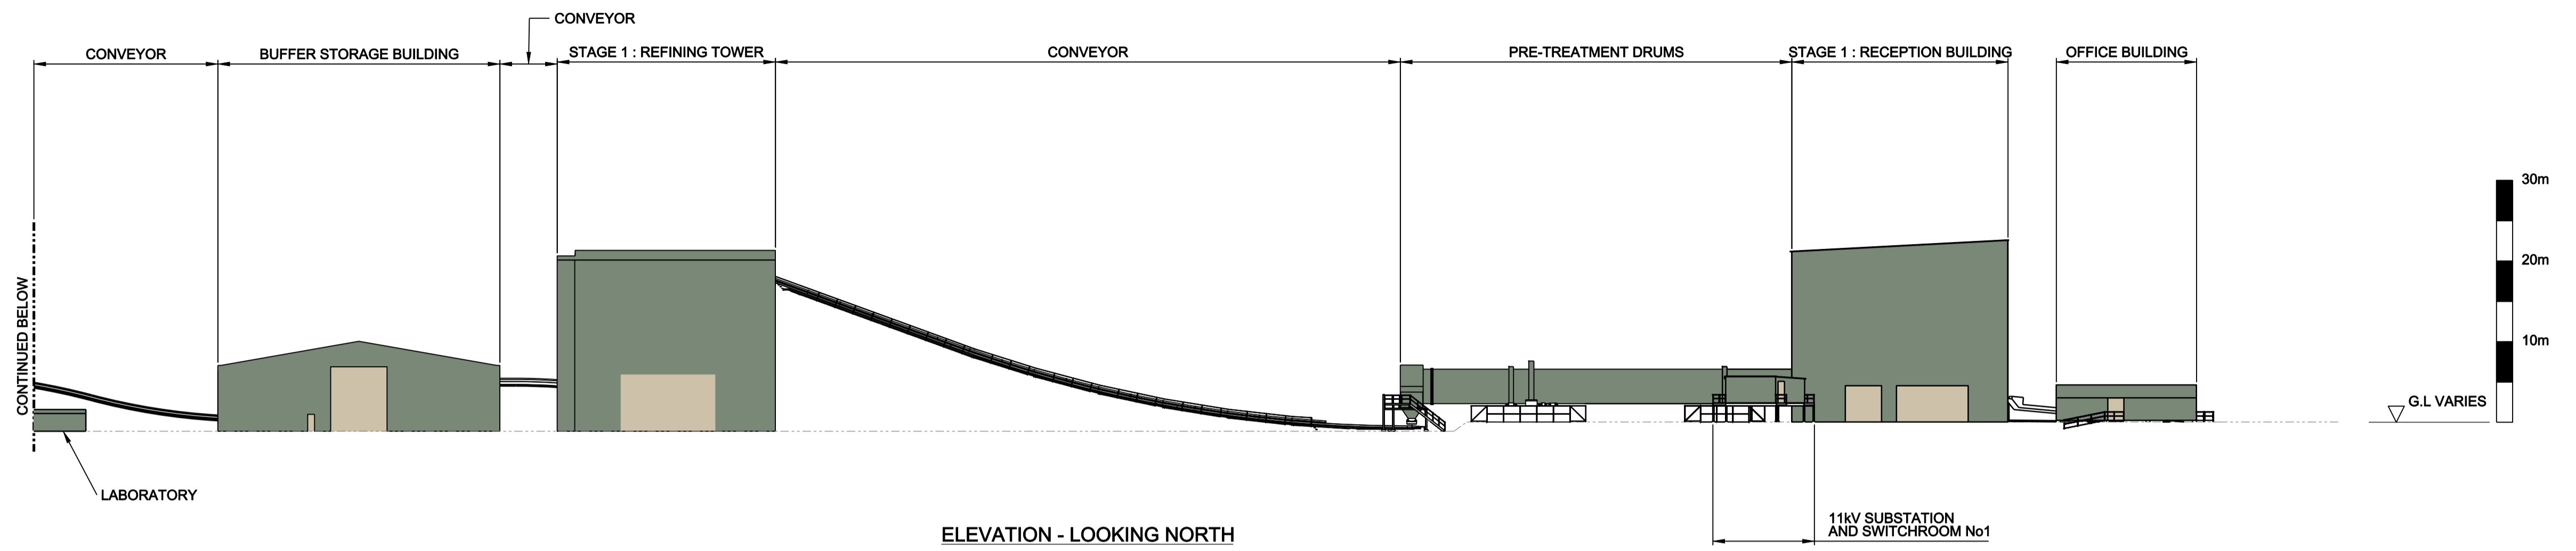 CONVEYOR
CONVEYOR
BUFFER STORAGE BUILDING
STAGE 1 : REFINING TOWER
CONVEYOR
PRE-TREATMENT DRUMS
STAGE 1 : RECEPTION BUILDING
OFFICE BUILDING
30m
20m
10m
G.L VARIES
CONTINUED BELOW
LABORATORY
11kV SUBSTATION
AND SWITCHROOM No1
ELEVATION - LOOKING NORTH